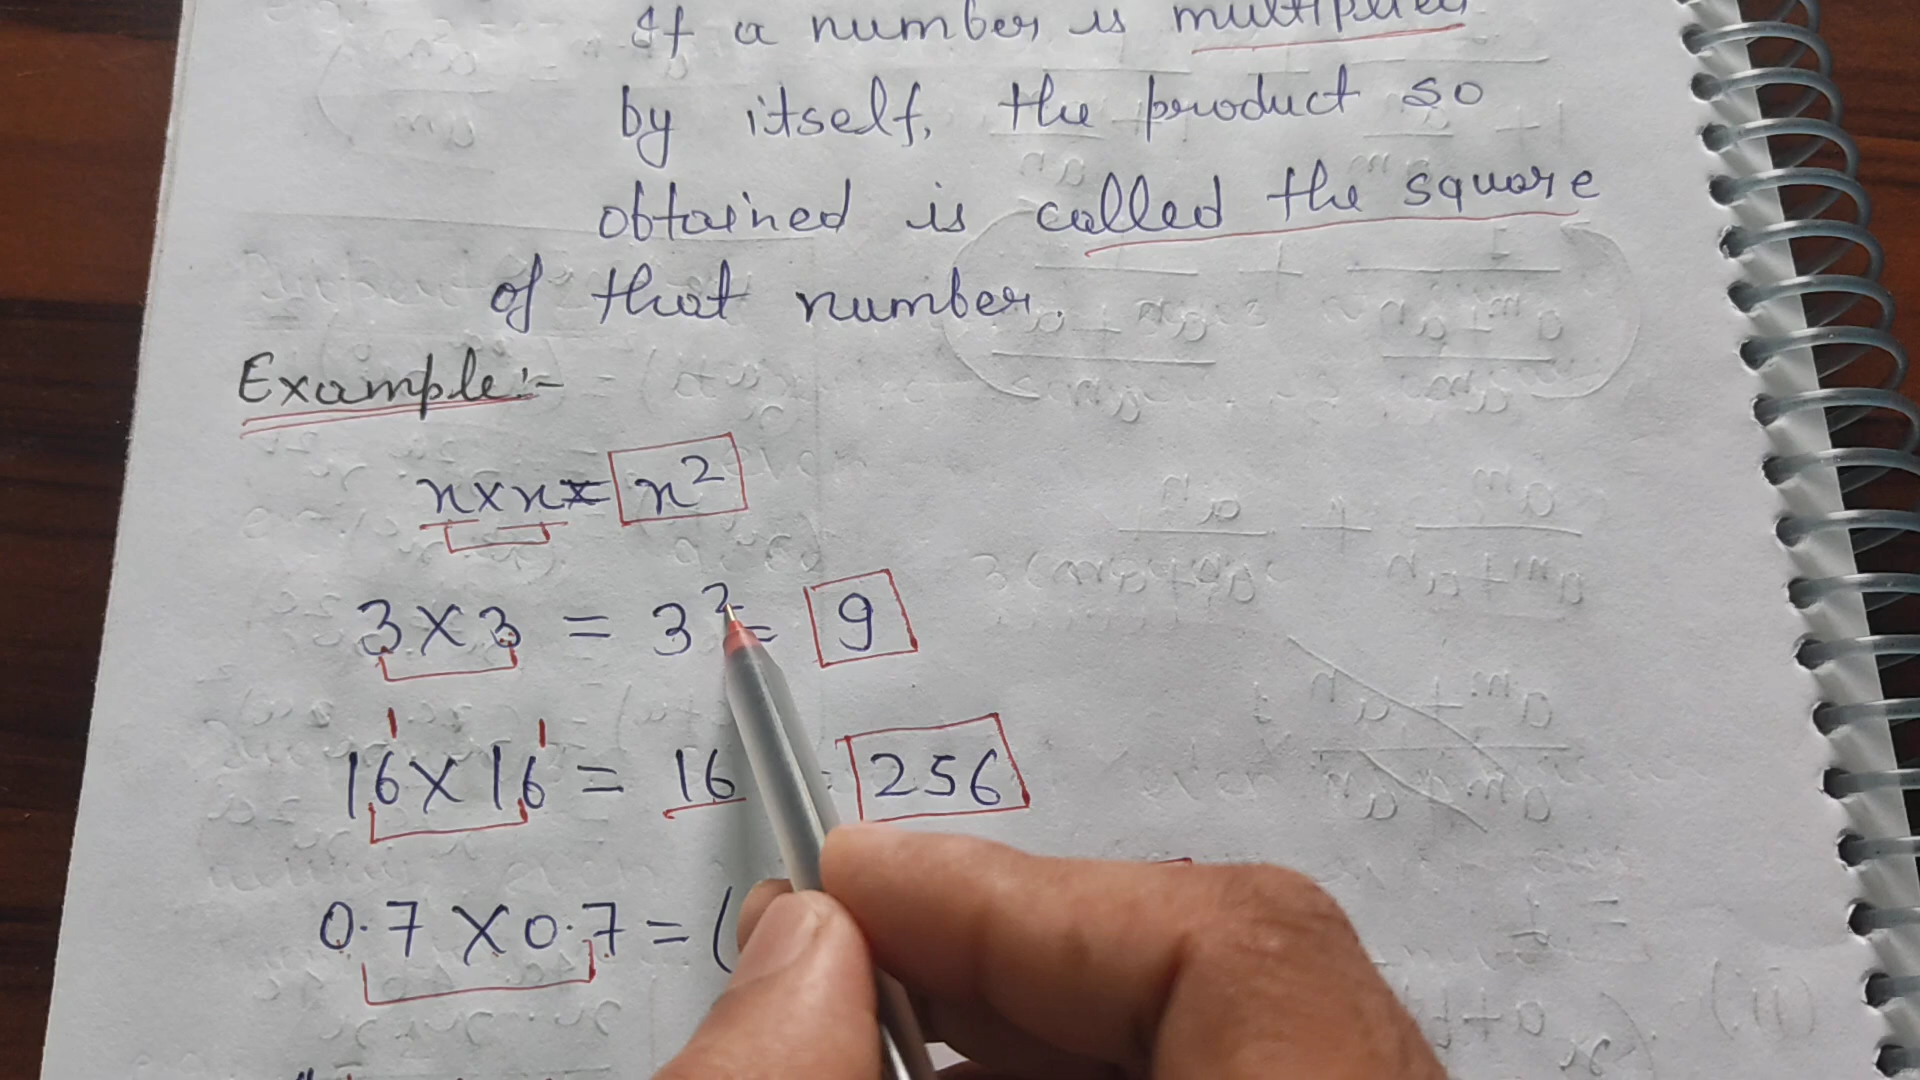 If a number is multiplied
by itself, the product so
obtained is called the square
of that number.
Example:-
x×x= x²
3×3 = 3² = 9
16×16 = 16 = 256
0.7×0.7=(